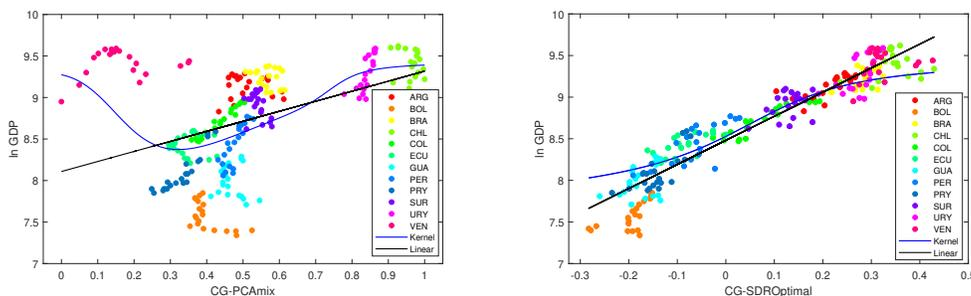 10
9.5
9
8.5
8
7.5
7
ln GDP
0 0.1 0.2 0.3 0.4 0.5 0.6 0.7 0.8 0.9 1
CG-PCAmix
ARG
BOL
BRA
CHL
COL
ECU
GUA
PER
PRY
SUR
URY
VEN
Kernel
Linear
10
9.5
9
8.5
8
7.5
7
ln GDP
-0.3 -0.2 -0.1 0 0.1 0.2 0.3 0.4
CG-SDROptimal
ARG
BOL
BRA
CHL
COL
ECU
GUA
PER
PRY
SUR
URY
VEN
Kernel
Linear